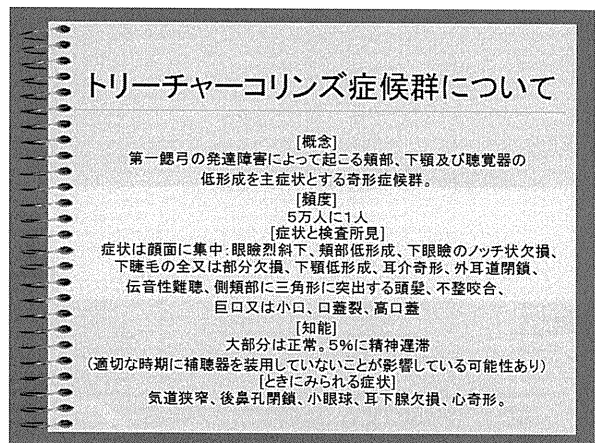 トリーチャーコリンズ症候群について
[概念]
第一鰓弓の発達障害によって起こる頬部、下顎及び聴覚器の
低形成を主症状とする奇形症候群。
[頻度]
5万人に1人
[症状と検査所見]
症状は顔面に集中:眼瞼烈斜下、頬部低形成、下眼瞼のノッチ状欠損、
下睫毛の全又は部分欠損、下顎低形成、耳介奇形、外耳道閉鎖、
伝音性難聴、側頬部に三角形に突出する頭髪、不整咬合、
巨口又は小口、口蓋裂、高口蓋
[知能]
大部分は正常。5%に精神遅滞
(適切な時期に補聴器を装用していないことが影響している可能性あり)
[ときにみられる症状]
気道狭窄、後鼻孔閉鎖、小眼球、耳下腺欠損、心奇形。